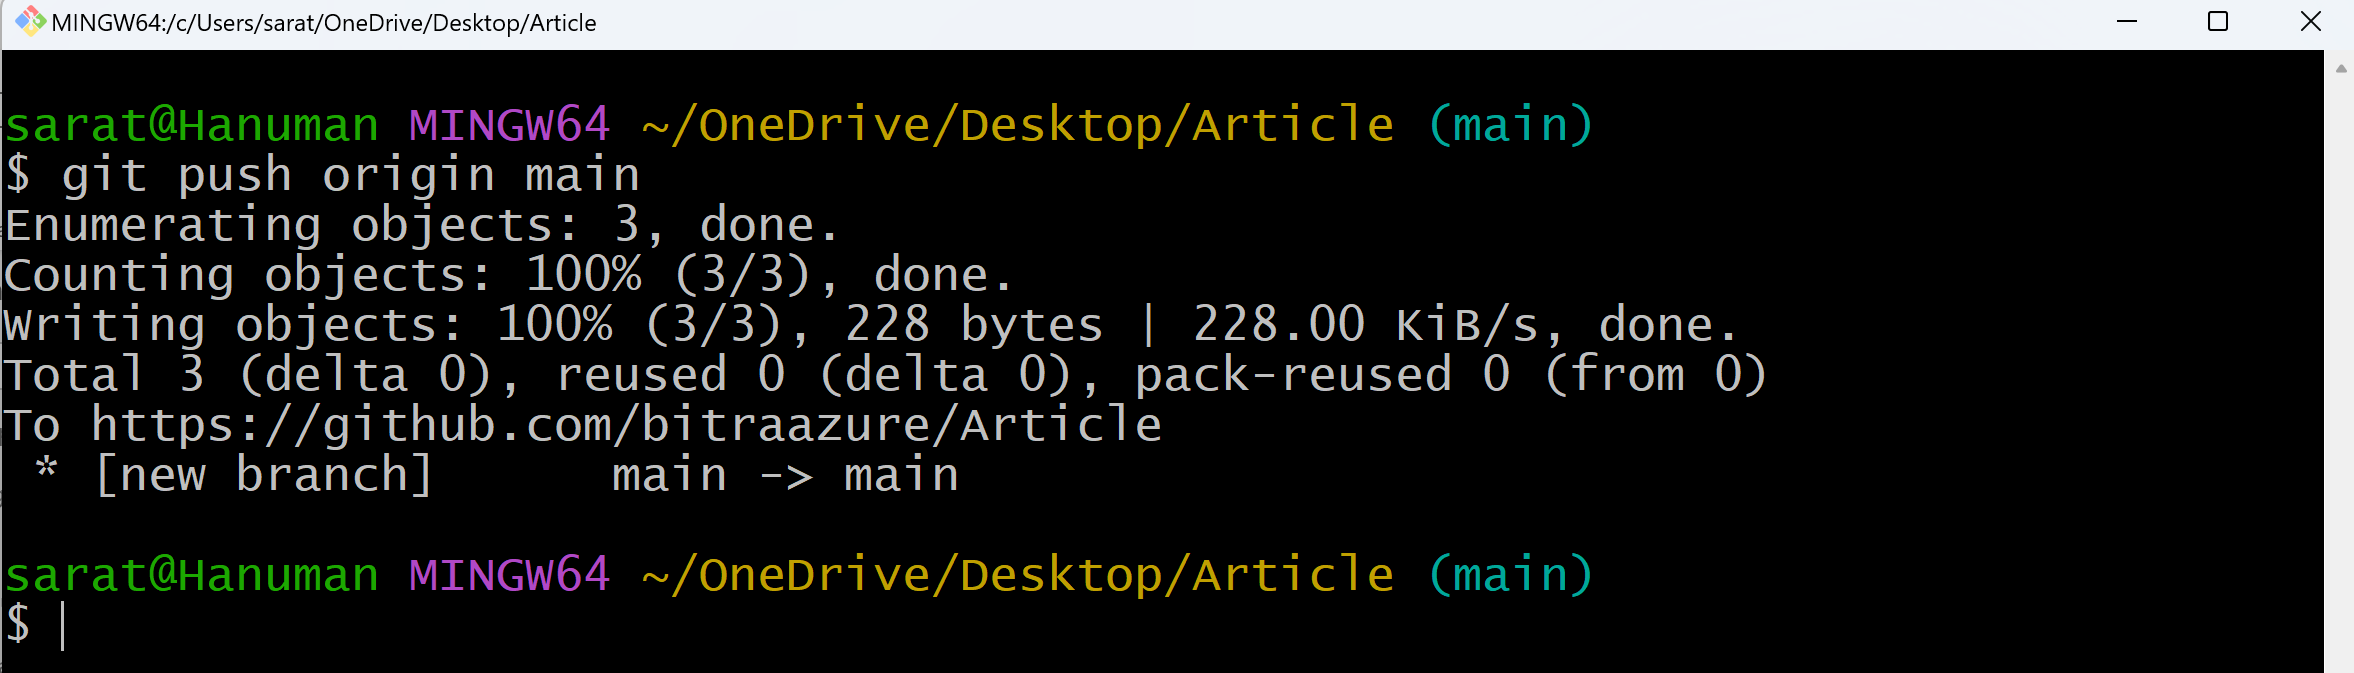 MINGW64:/c/Users/sarat/OneDrive/Desktop/Article
sarat@Hanuman MINGW64 ~/OneDrive/Desktop/Article (main)
$ git push origin main
Enumerating objects: 3, done.
Counting objects: 100% (3/3), done.
Writing objects: 100% (3/3), 228 bytes | 228.00 KiB/s, done.
Total 3 (delta 0), reused 0 (delta 0), pack-reused 0 (from 0)
To https://github.com/bitraazure/Article
 * [new branch]      main -> main
sarat@Hanuman MINGW64 ~/OneDrive/Desktop/Article (main)
$